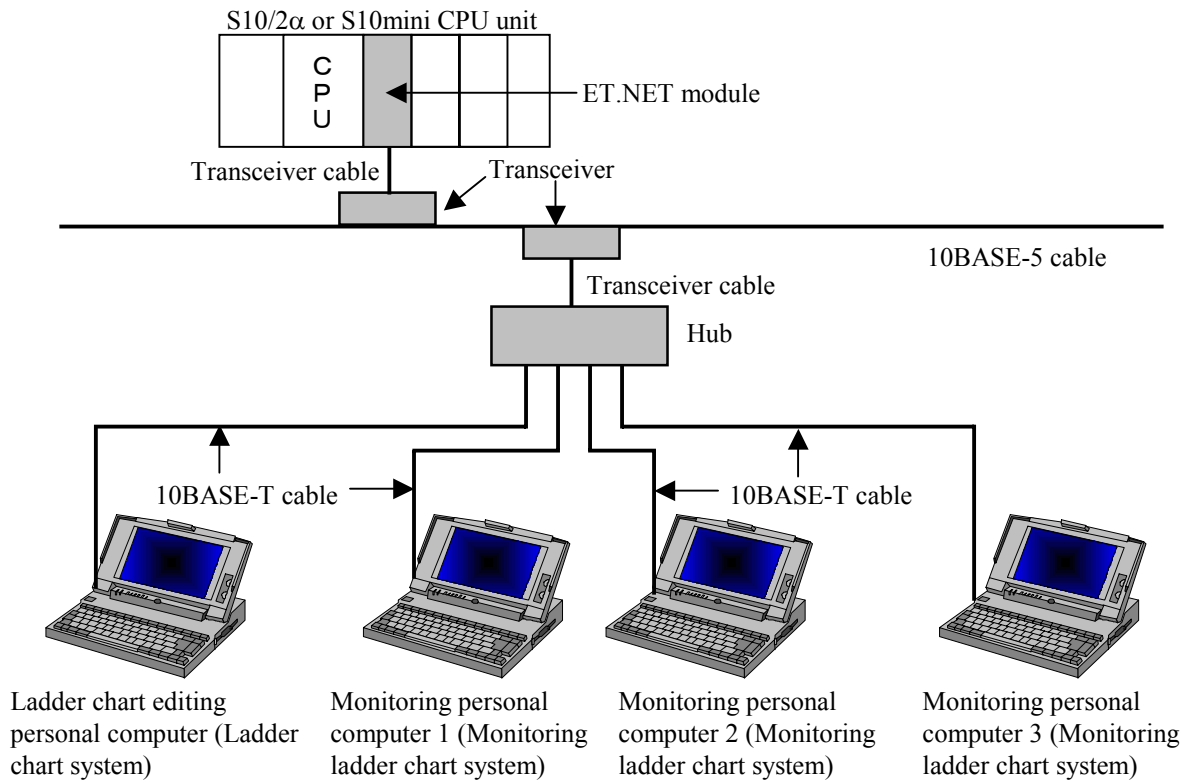 S10/2α or S10mini CPU unit
C
P
U
ET.NET module
Transceiver cable
Transceiver
10BASE-5 cable
Transceiver cable
Hub
10BASE-T cable
10BASE-T cable
Ladder chart editing
personal computer (Ladder
chart system)
Monitoring personal
computer 1 (Monitoring
ladder chart system)
Monitoring personal
computer 2 (Monitoring
ladder chart system)
Monitoring personal
computer 3 (Monitoring
ladder chart system)